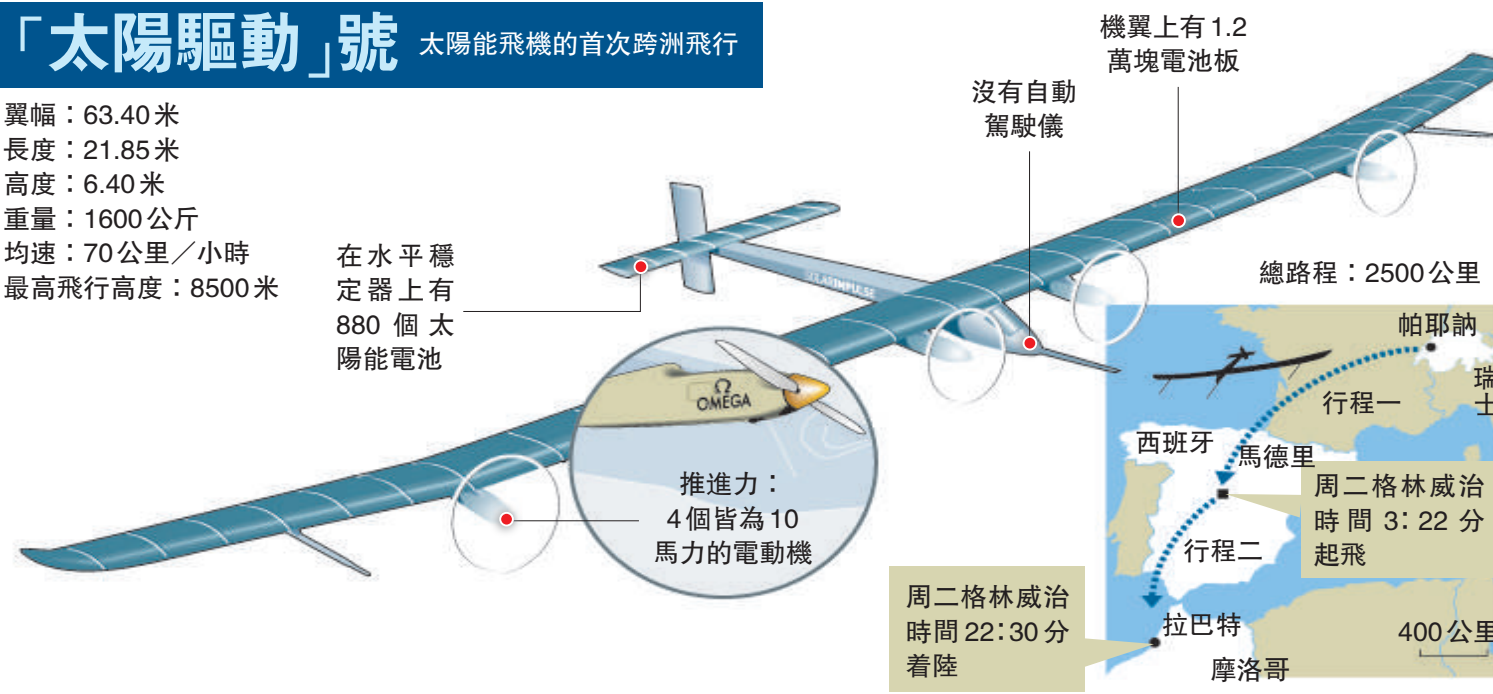 「太陽驅動」號 太陽能飛機的首次跨洲飛行
翼幅：63.40米
長度：21.85米
高度：6.40米
重量：1600公斤
均速：70公里／小時
最高飛行高度：8500米
在水平穩
定器上有
880個太
陽能電池
沒有自動
駕駛儀
機翼上有1.2
萬塊電池板
SOLARIMPULSE
Ω
OMEGA
推進力：
4個皆為10
馬力的電動機
總路程：2500公里
帕耶訥
瑞
士
行程一
西班牙
馬德里
周二格林威治
時間3：22分
起飛
行程二
周二格林威治
時間22：30分
着陸
拉巴特
摩洛哥
400公里